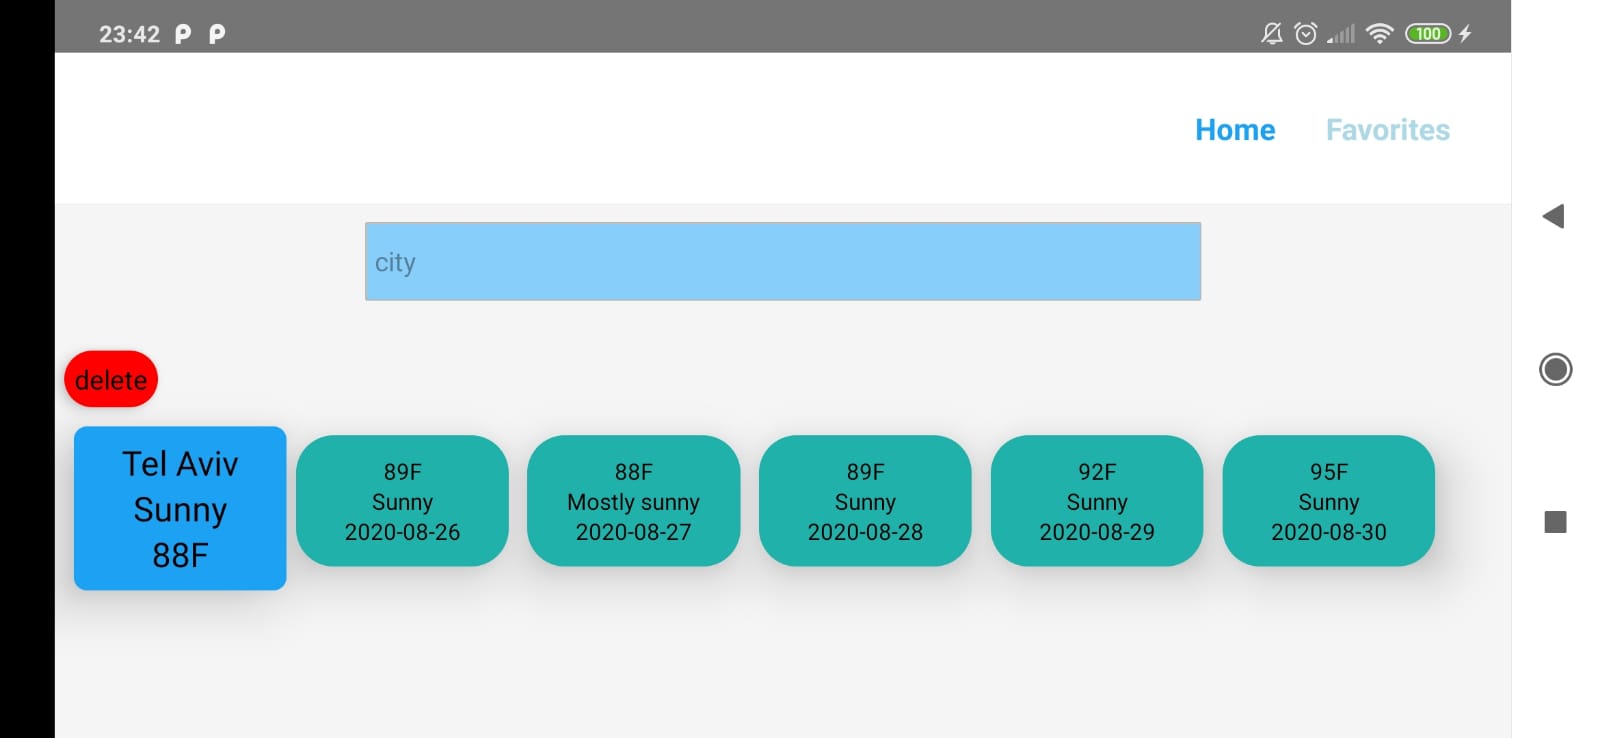 23:42
100
Home Favorites
city
delete
Tel Aviv
Sunny
88F
89F
Sunny
2020-08-26
88F
Mostly sunny
2020-08-27
89F
Sunny
2020-08-28
92F
Sunny
2020-08-29
95F
Sunny
2020-08-30